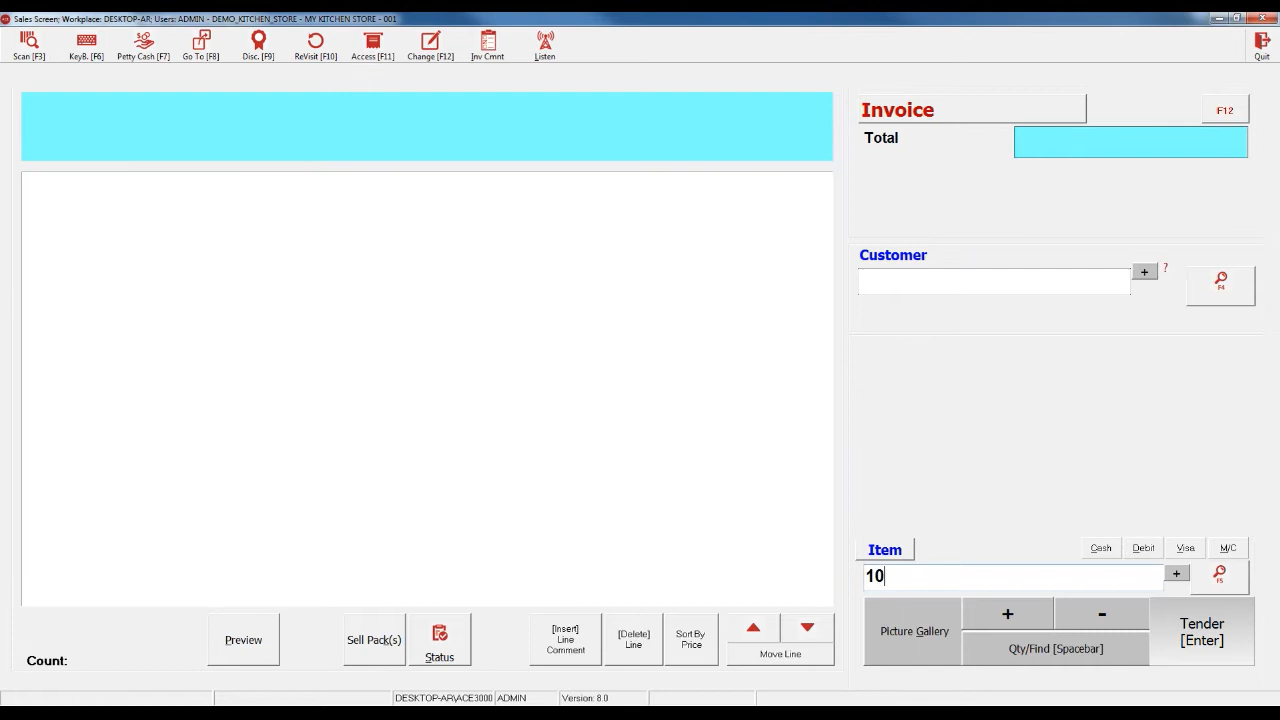 Sales Screen; Workplace: DESKTOP-AR; Users: ADMIN - DEMO_KITCHEN_STORE - MY KITCHEN STORE - 001
Scan [F3] KeyB. [F6] Petty Cash [F7] Go To [F8] Disc. [F9] ReVisit [F10] Access [F11] Change [F12] Inv Cmnt Listen Quit
Invoice F12
Total
Customer
+ ?
F4
Item Cash Debit Visa M/C
10 + F5
Picture Gallery + -
Qty/Find [Spacebar]
Tender
[Enter]
Preview Sell Pack(s) Status
[Insert]
Line
Comment
[Delete]
Line
Sort By
Price
Move Line
Count:
DESKTOP-AR\ACE3000 ADMIN Version: 8.0